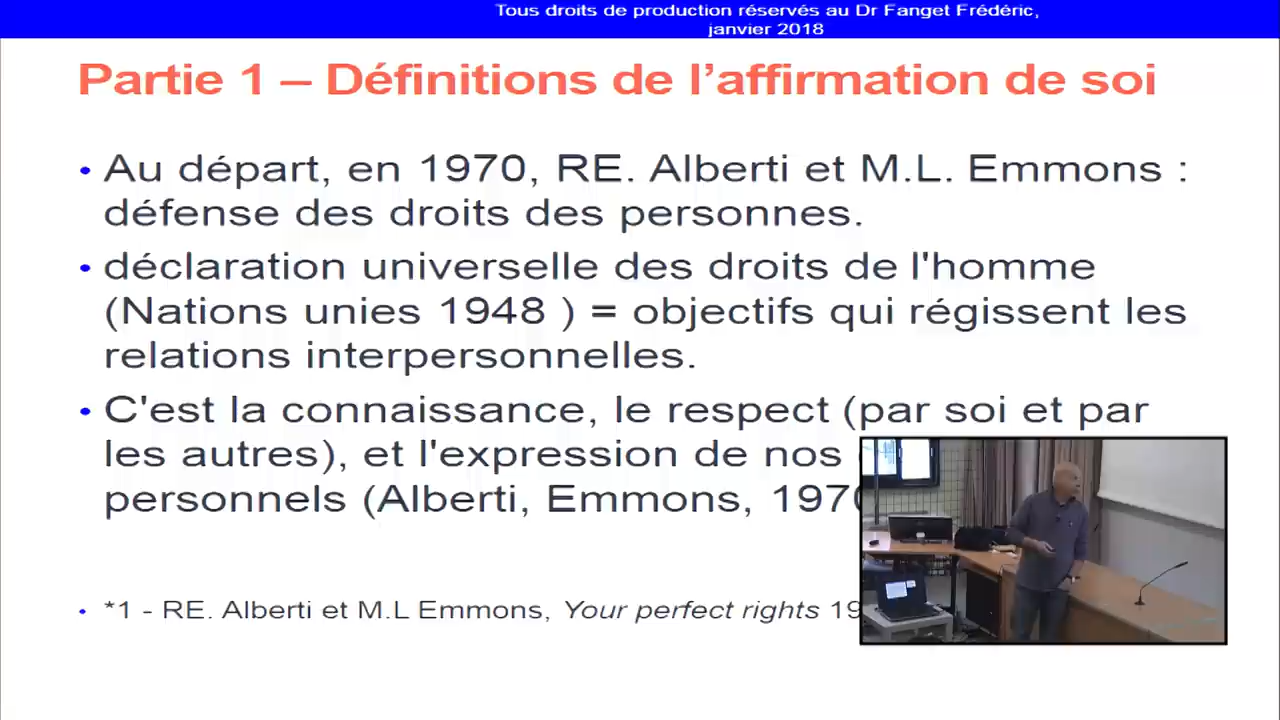 Tous droits de production réservés au Dr Fanget Frédéric,
janvier 2018
Partie 1 – Définitions de l’affirmation de soi
• Au départ, en 1970, RE. Alberti et M.L. Emmons :
défense des droits des personnes.
• déclaration universelle des droits de l'homme
(Nations unies 1948 ) = objectifs qui régissent les
relations interpersonnelles.
• C'est la connaissance, le respect (par soi et par
les autres), et l'expression de nos
personnels (Alberti, Emmons, 1970
• *1 - RE. Alberti et M.L Emmons, Your perfect rights 19